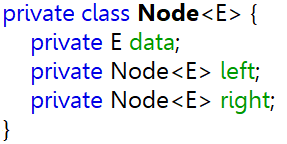 private class Node<E> {
private E data;
private Node<E> left;
private Node<E> right;
}